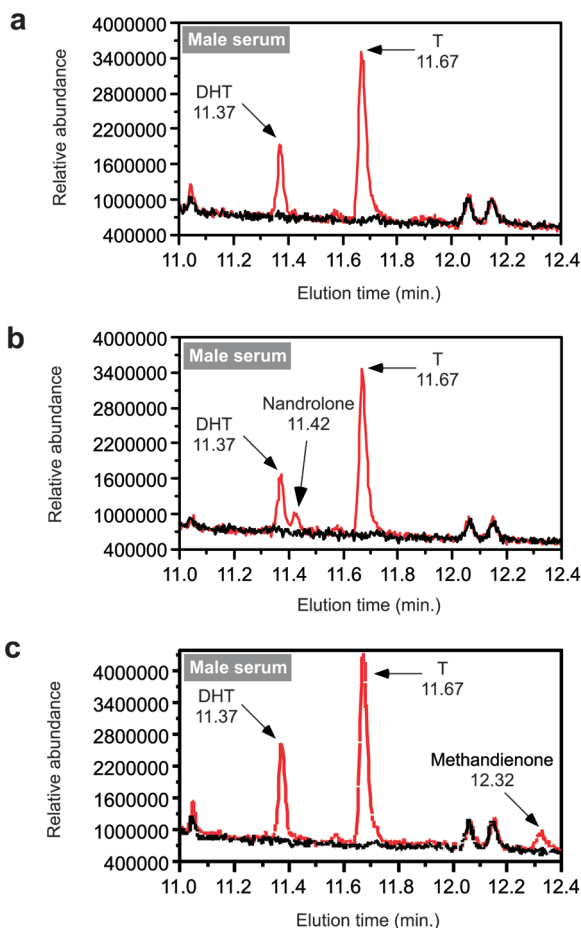 a
Male serum
T
11.67
DHT
11.37
Relative abundance
4000000
3400000
2800000
2200000
1600000
1000000
400000
11.0 11.2 11.4 11.6 11.8 12.0 12.2 12.4
Elution time (min.)
b
Male serum
T
11.67
Nandrolone
11.42
DHT
11.37
Relative abundance
4000000
3400000
2800000
2200000
1600000
1000000
400000
11.0 11.2 11.4 11.6 11.8 12.0 12.2 12.4
Elution time (min.)
c
Male serum
T
11.67
DHT
11.37
Methandienone
12.32
Relative abundance
4000000
3400000
2800000
2200000
1600000
1000000
400000
11.0 11.2 11.4 11.6 11.8 12.0 12.2 12.4
Elution time (min.)